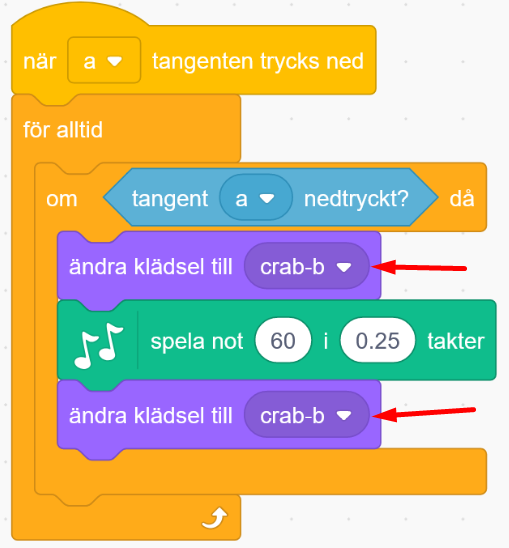 när a tangenten trycks ned
för alltid
om tangent a nedtryckt? då
ändra klädsel till crab-b
spela not 60 i 0.25 takter
ändra klädsel till crab-b